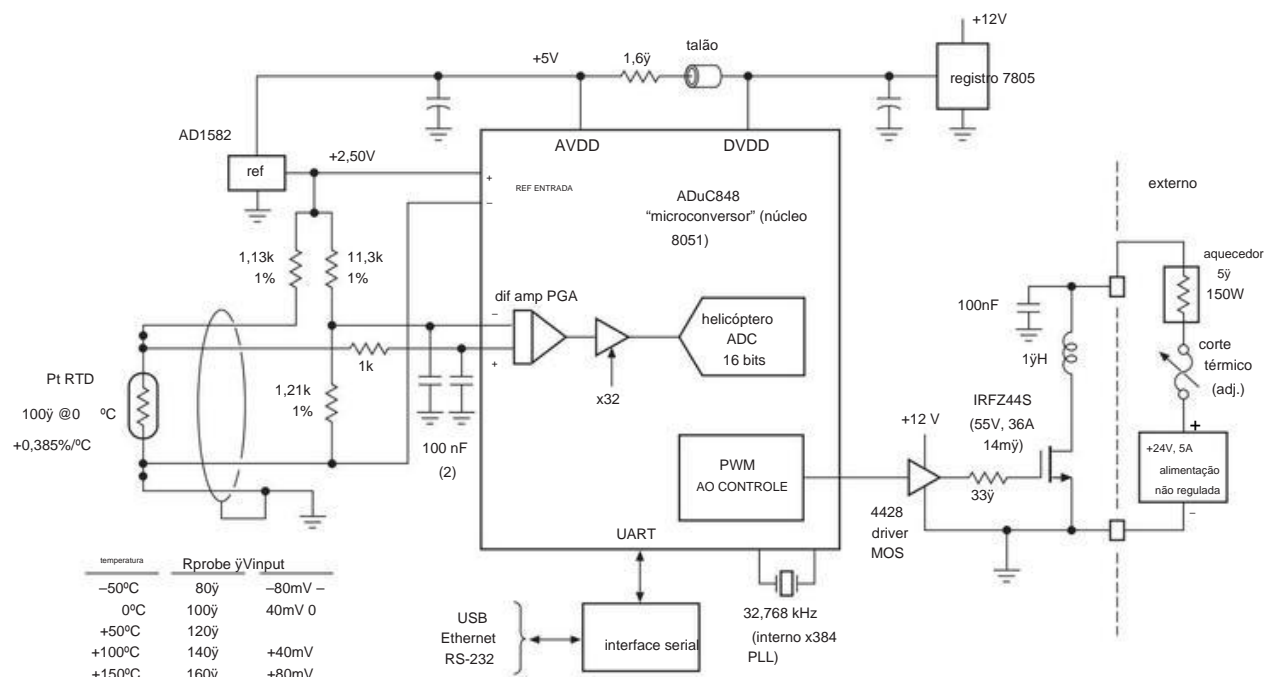 +12V
registro 7805
talão
1,6ÿ
+5V
AD1582
ref
+2,50V
AVDD
DVDD
+
REF ENTRADA
–
ADuC848
“microconversor” (núcleo
8051)
1,13k
1%
11,3k
1%
dif amp PGA
–
+
helicóptero
ADC
16 bits
x32
1k
1,21k
1%
100 nF
(2)
Pt RTD
100ÿ @0 ºC
+0,385%/ºC
PWM
AO CONTROLE
UART
+12 V
4428
driver
MOS
33ÿ
IRFZ44S
(55V, 36A
14mÿ)
100nF
1ÿH
externo
aquecedor
5ÿ
150W
corte
térmico
(adj.)
+
+24V, 5A
alimentação
não regulada
–
32,768 kHz
(interno x384
PLL)
interface serial
USB
Ethernet
RS-232
temperatura Rprobe ÿVinput
–50ºC 80ÿ –80mV –
0ºC 100ÿ 40mV 0
+50ºC 120ÿ
+100ºC 140ÿ +40mV
+150ºC 160ÿ +80mV